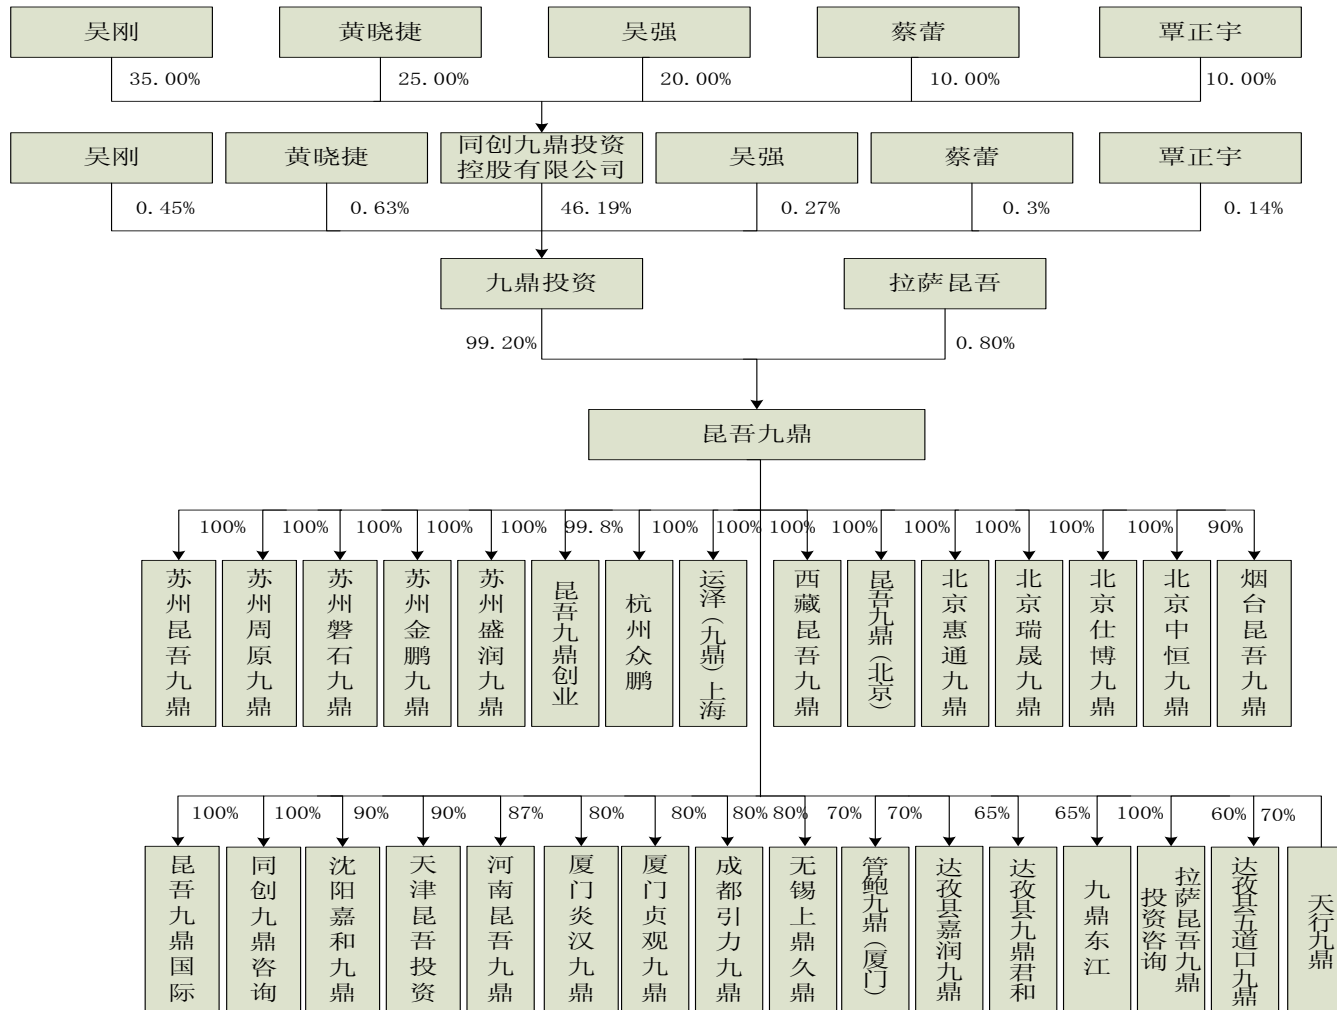 吴刚
黄晓捷
吴强
蔡蕾
覃正宇
35.00%
25.00%
20.00%
10.00%
10.00%
吴刚
黄晓捷
同创九鼎投资
控股有限公司
吴强
蔡蕾
覃正宇
0.45%
0.63%
46.19%
0.27%
0.3%
0.14%
九鼎投资
拉萨昆吾
99.20%
0.80%
昆吾九鼎
100%
100%
100%
100%
100%
99.8%
100%
100%
100%
100%
100%
100%
100%
100%
90%
苏州昆吾九鼎
苏州周原九鼎
苏州磐石九鼎
苏州金鹏九鼎
苏州盛润九鼎
昆吾九鼎创业
杭州众鹏
运泽（九鼎）上海
西藏昆吾九鼎
昆吾九鼎（北京）
北京惠通九鼎
北京瑞晟九鼎
北京仕博九鼎
北京中恒九鼎
烟台昆吾九鼎
100%
100%
90%
90%
87%
80%
80%
80%
80%
70%
70%
65%
65%
100%
60%
70%
昆吾九鼎国际
同创九鼎咨询
沈阳嘉和九鼎
天津昆吾投资
河南昆吾九鼎
厦门炎汉九鼎
厦门贞观九鼎
成都引力九鼎
无锡上鼎久鼎
管鲍九鼎（厦门）
达孜县嘉润九鼎
达孜县九鼎君和
九鼎东江
拉萨昆吾九鼎
投资咨询
达孜县五道口九鼎
天行九鼎